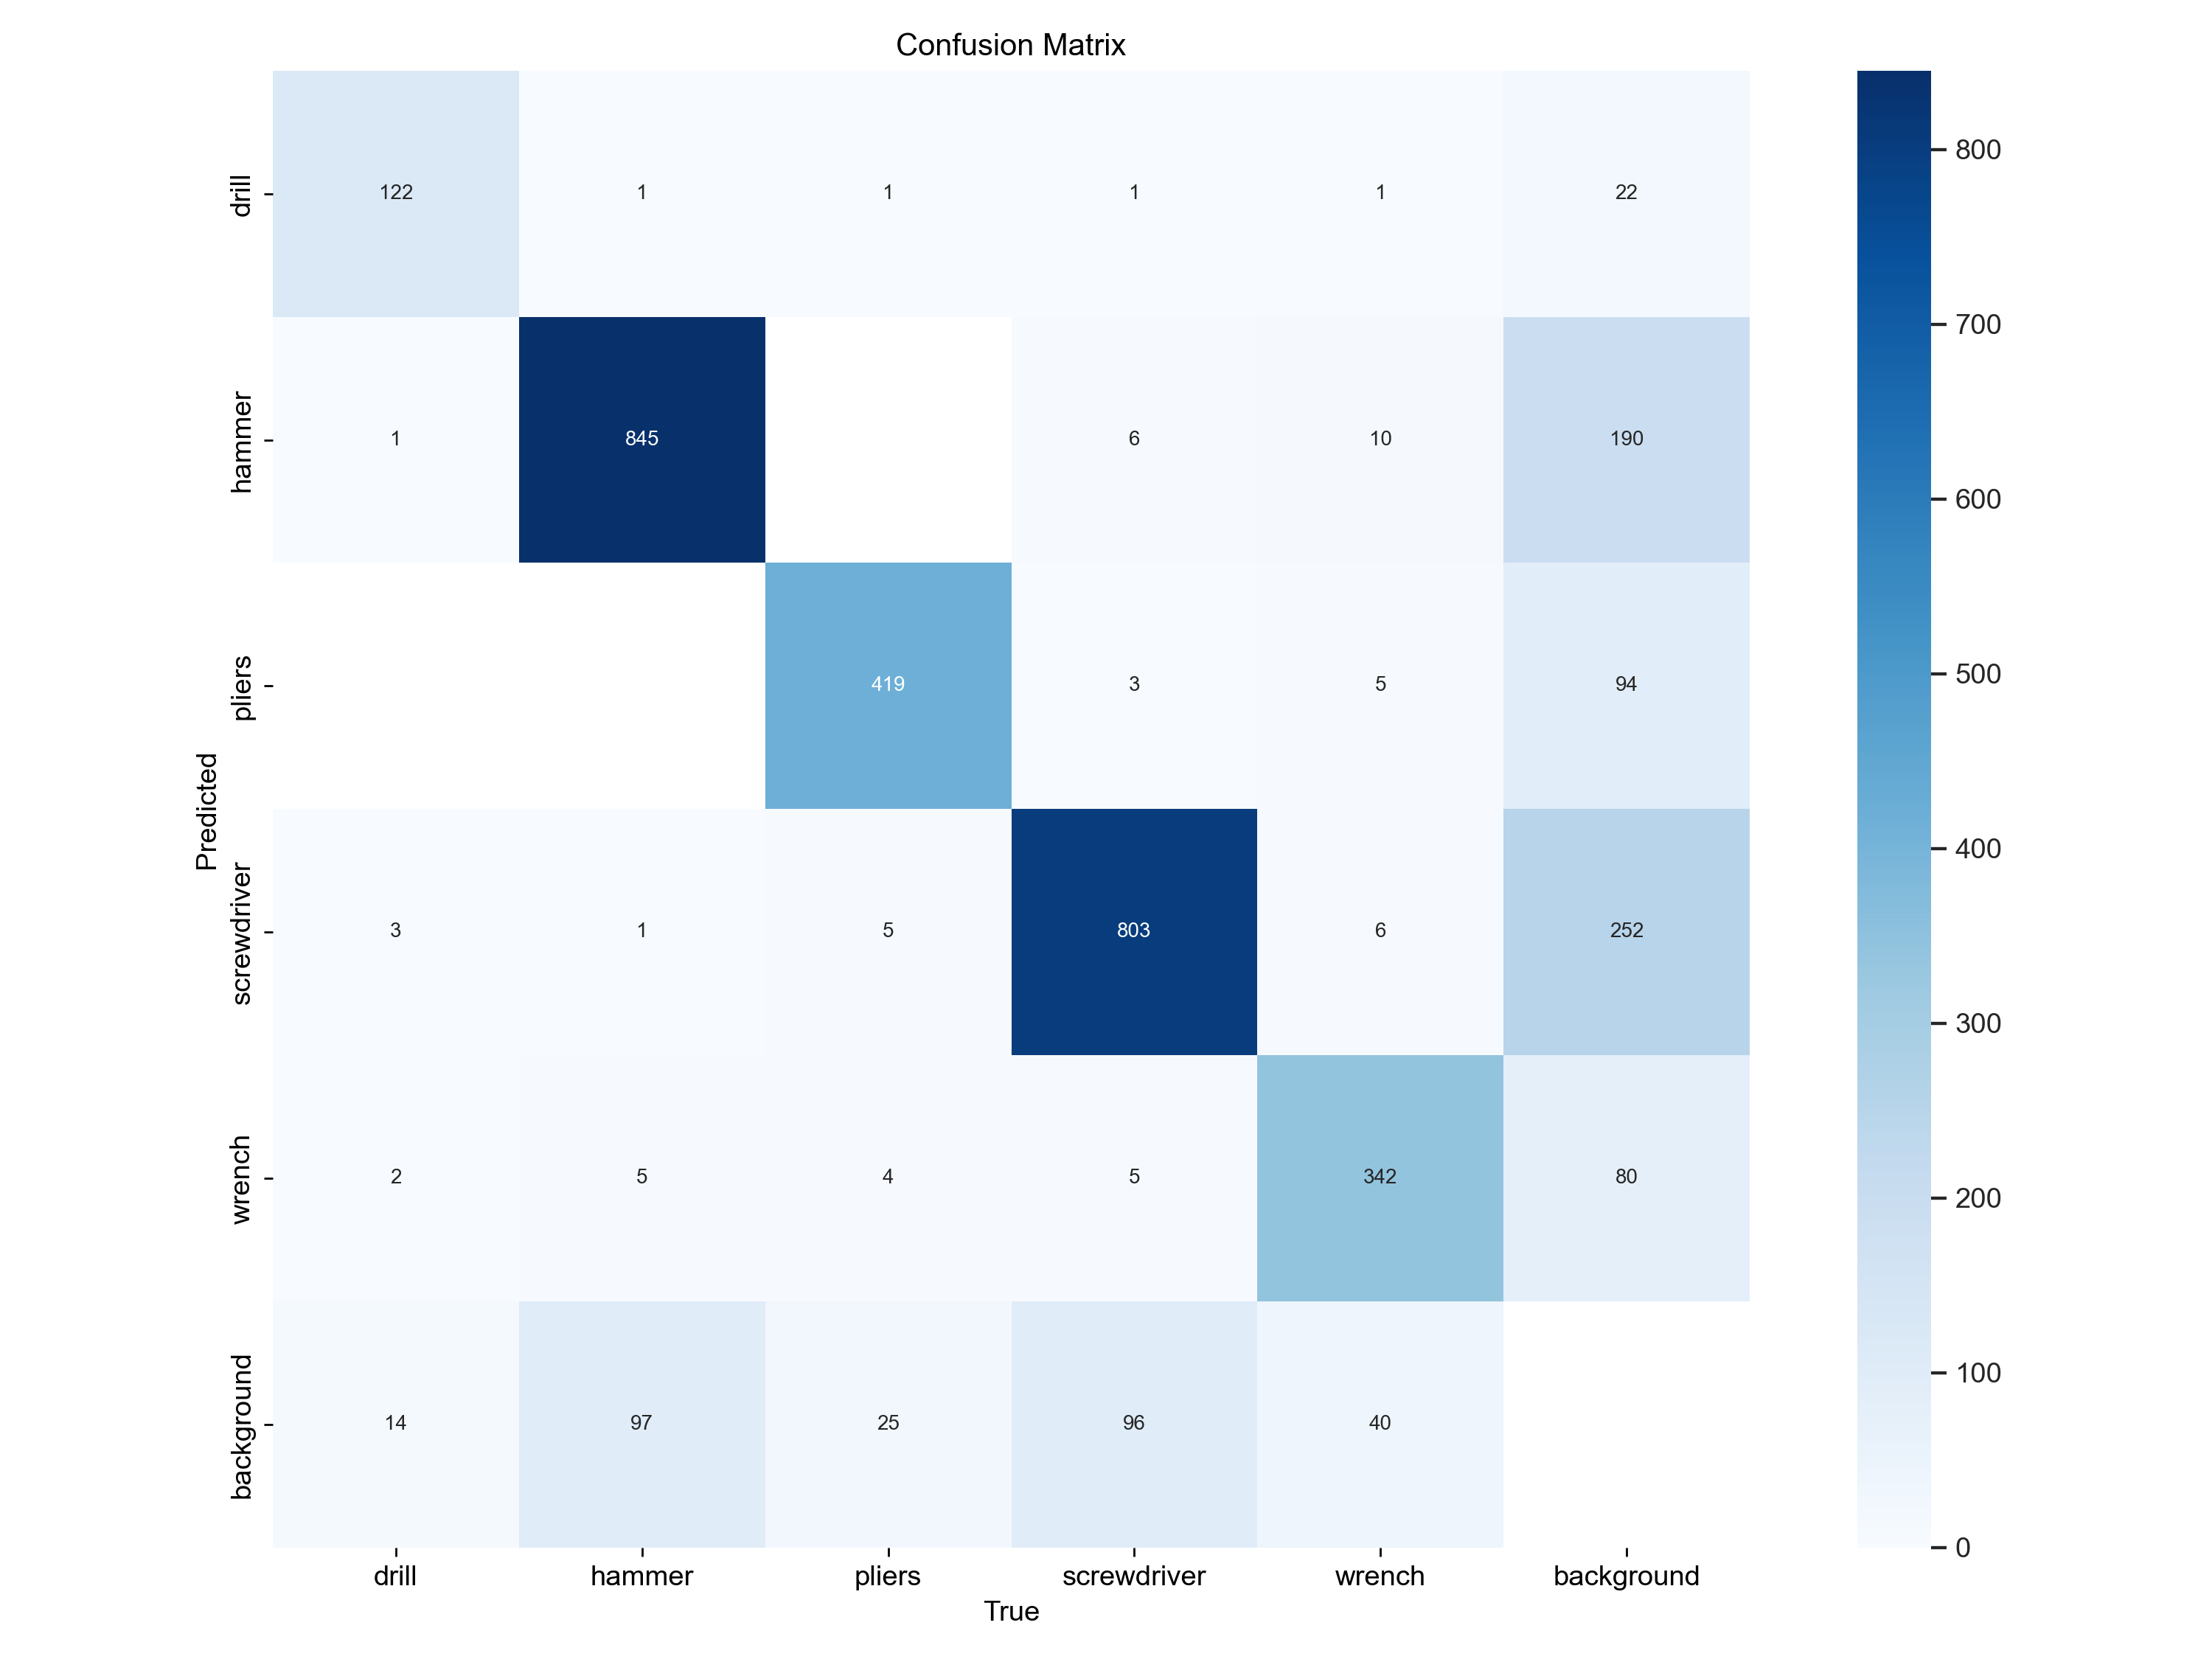 Confusion Matrix
drill 122 1 1 1 1 22
hammer 1 845 6 10 190
pliers 419 3 5 94
screwdriver 3 1 5 803 6 252
wrench 2 5 4 5 342 80
background 14 97 25 96 40
Predicted
drill hammer pliers screwdriver wrench background
True
800
700
600
500
400
300
200
100
0